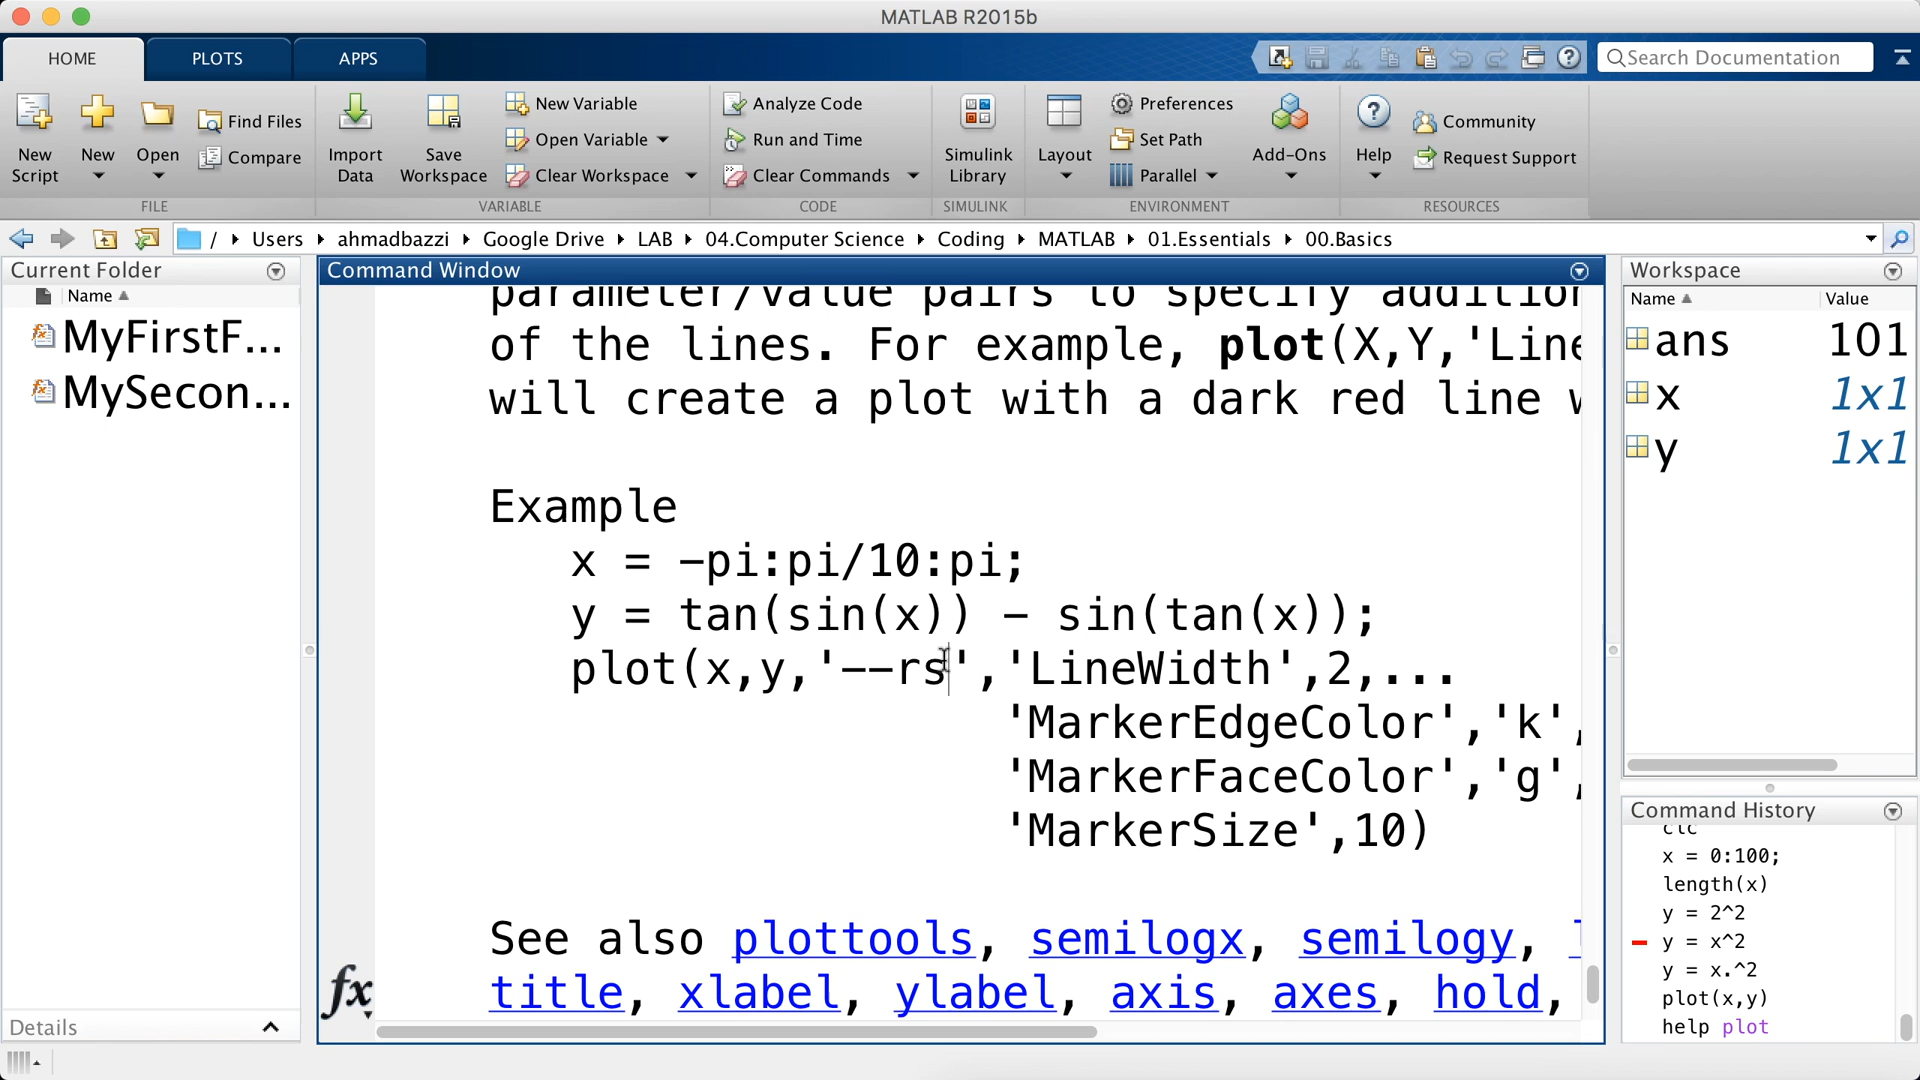 MATLAB R2015b
HOME
PLOTS
APPS
Search Documentation
New Script
New
Open
Find Files
Compare
FILE
Import Data
Save Workspace
New Variable
Open Variable
Clear Workspace
VARIABLE
Analyze Code
Run and Time
Clear Commands
CODE
Simulink Library
SIMULINK
Layout
Preferences
Set Path
Parallel
Add-Ons
ENVIRONMENT
Help
Community
Request Support
RESOURCES
/ Users ahmadbazzi Google Drive LAB 04.Computer Science Coding MATLAB 01.Essentials 00.Basics
Current Folder
Name
MyFirstF...
MySecon...
Details
Command Window
parameter/value pairs to specify
of the lines. For example, plot(X,Y,'Line
will create a plot with a dark red line
Example
x = -pi:pi/10:pi;
y = tan(sin(x)) - sin(tan(x));
plot(x,y,'--rs','LineWidth',2,...
'MarkerEdgeColor','k',
'MarkerFaceColor','g',
'MarkerSize',10)
See also plottools, semilogx, semilogy,
title, xlabel, ylabel, axis, axes, hold,
fx
Workspace
Name Value
ans 101
x 1x1
y 1x1
Command History
clc
x = 0:100;
length(x)
y = 2^2
y = x^2
y = x.^2
plot(x,y)
help plot